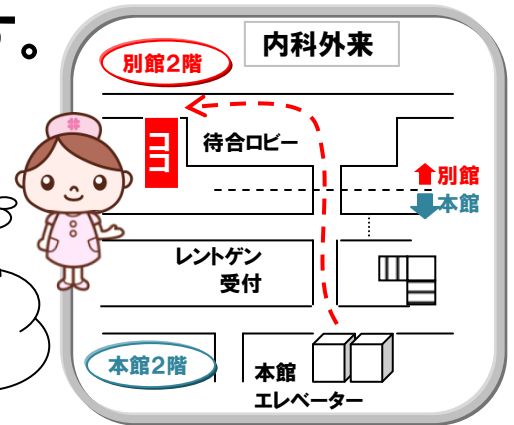 す。
内科外来
別館2階
ココ
待合ロビー
別館
本館
レントゲン
受付
本館2階
本館
エレベーター